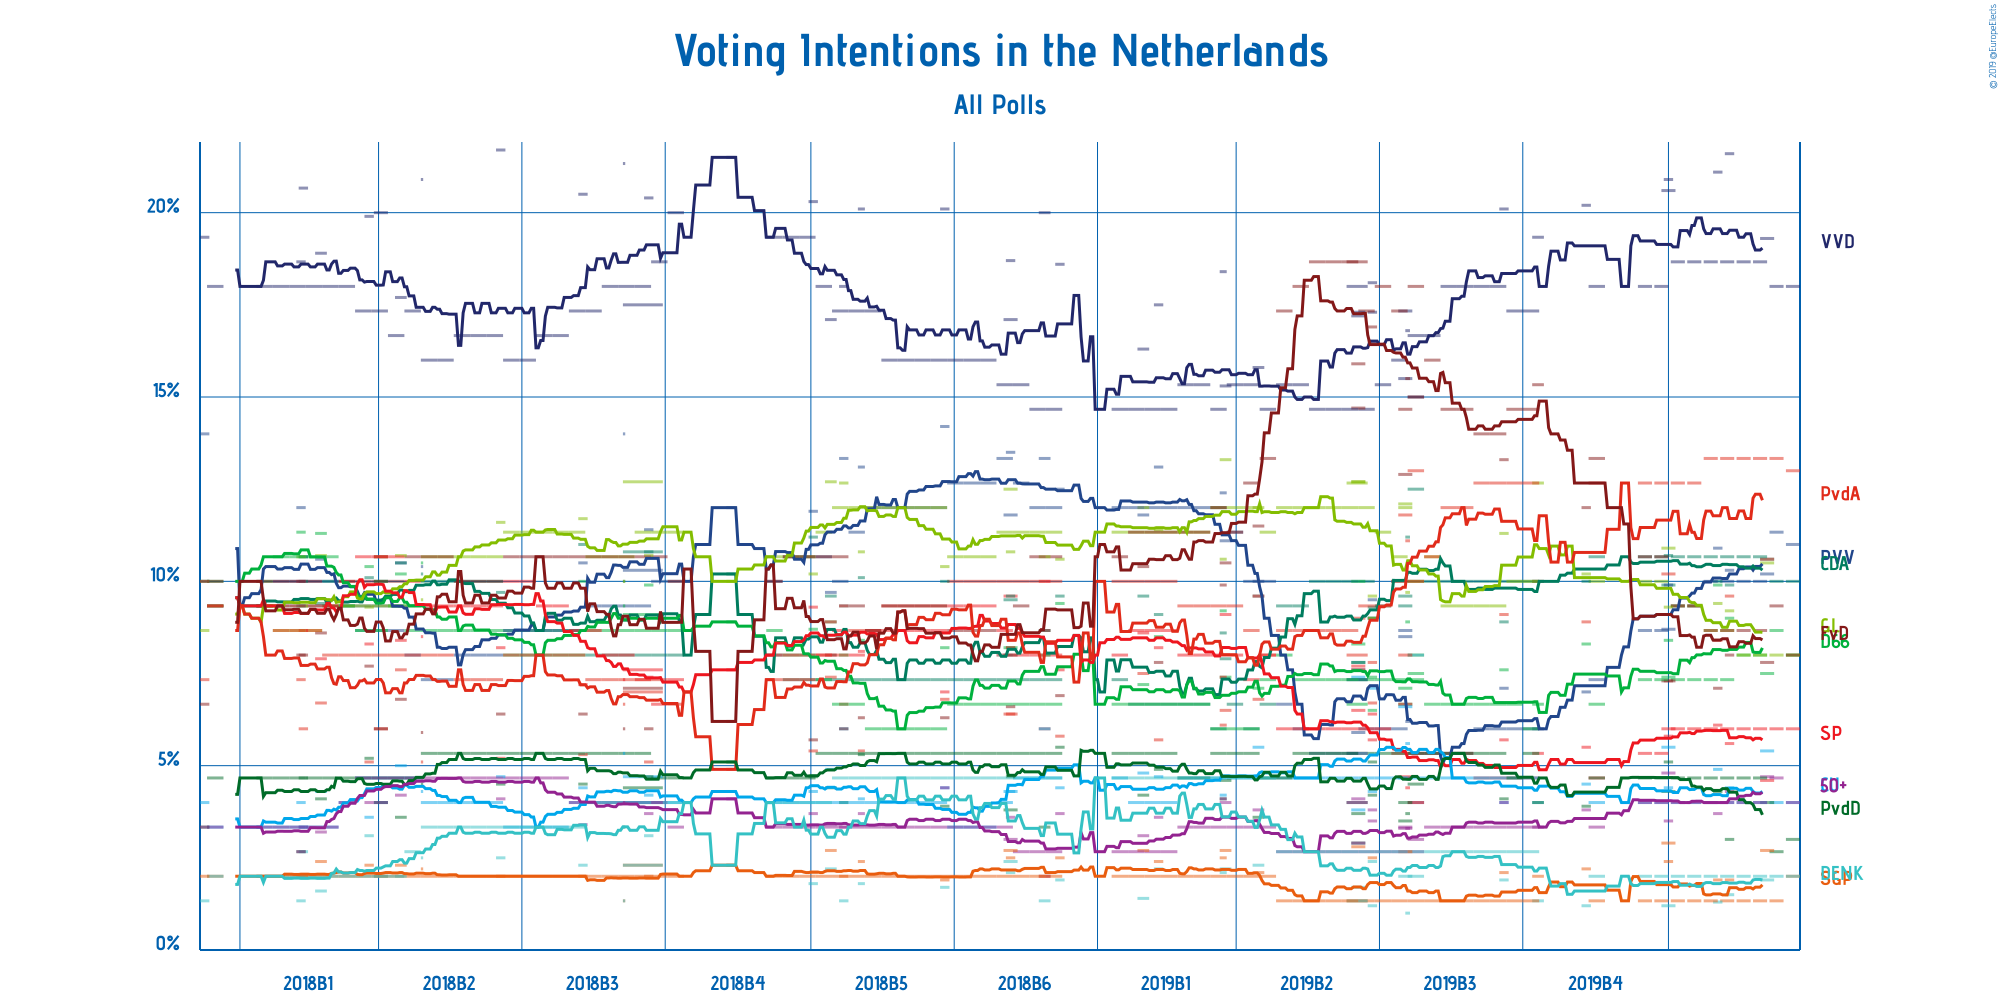 Voting Intentions in the Netherlands
All Polls
© 2019 @EuropeElects
20%
15%
10%
5%
0%
VVD
PvdA
PVV
CDA
GL
FvD
D66
SP
50+
PvdD
DENK
SGP
2018B1
2018B2
2018B3
2018B4
2018B5
2018B6
2019B1
2019B2
2019B3
2019B4